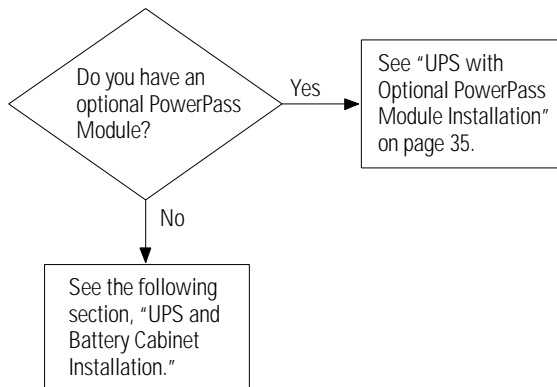 Do you have an
optional PowerPass
Module?
Yes
See “UPS with
Optional PowerPass
Module Installation”
on page 35.
No
See the following
section, “UPS and
Battery Cabinet
Installation.”